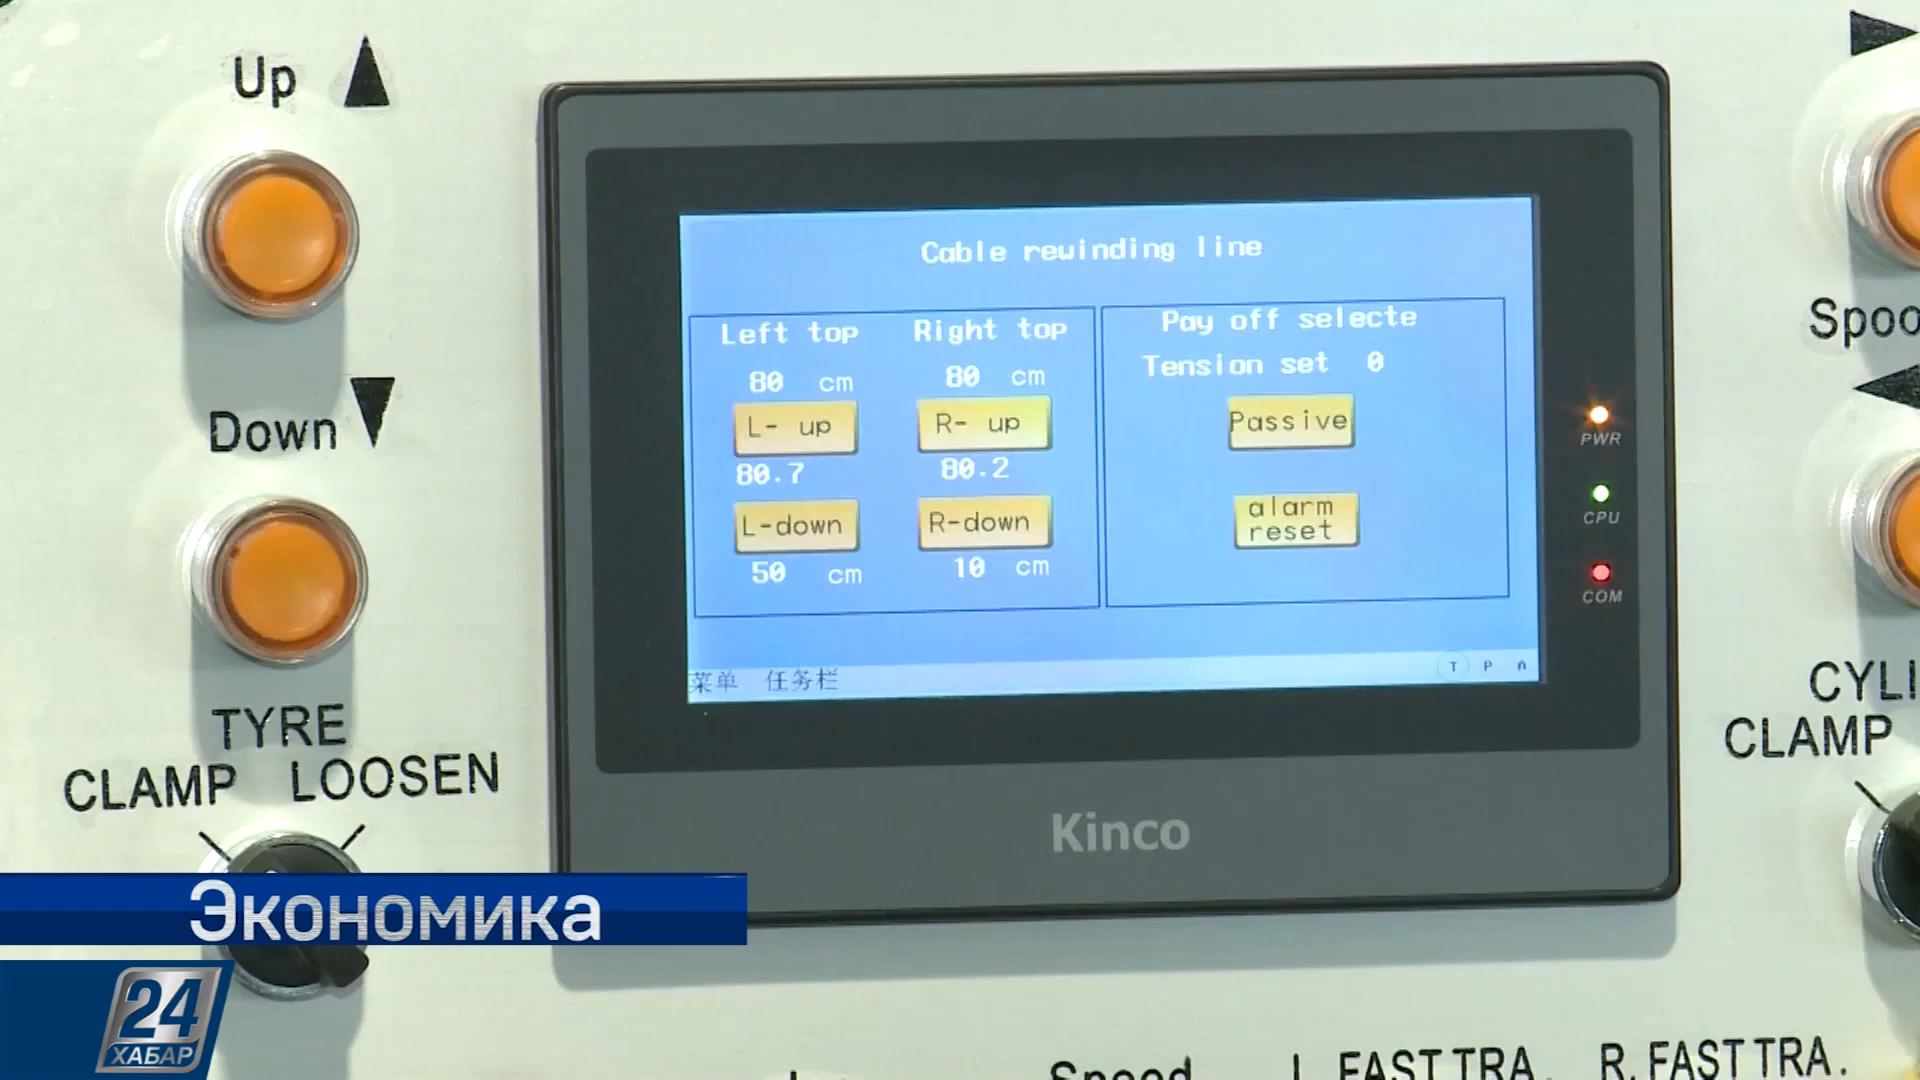 Up
Down
TYRE
CLAMP LOOSEN
Cable rewinding line
Left top Right top
80 cm 80 cm
L- up R- up
80.7 80.2
L-down R-down
50 cm 10 cm
Pay off selecte
Tension set 0
Passive
alarm
reset
菜单 任务栏
T P A
PWR
CPU
COM
Kinco
CLAMP
Speed L. FAST TRA. R. FAST TRA.
Экономика
24
ХАБАР